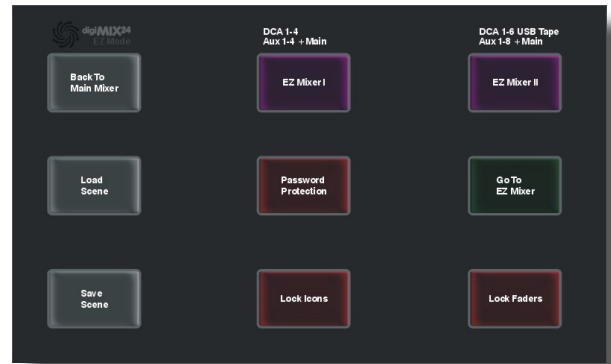 digiMIX24
EZ Mode
DCA 1-4
Aux 1-4 +Main
DCA 1-6 USB Tape
Aux 1-8 +Main
Back To
Main Mixer
EZ Mixer I
EZ Mixer II
Load
Scene
Password
Protection
Go To
EZ Mixer
Save
Scene
Lock Icons
Lock Faders